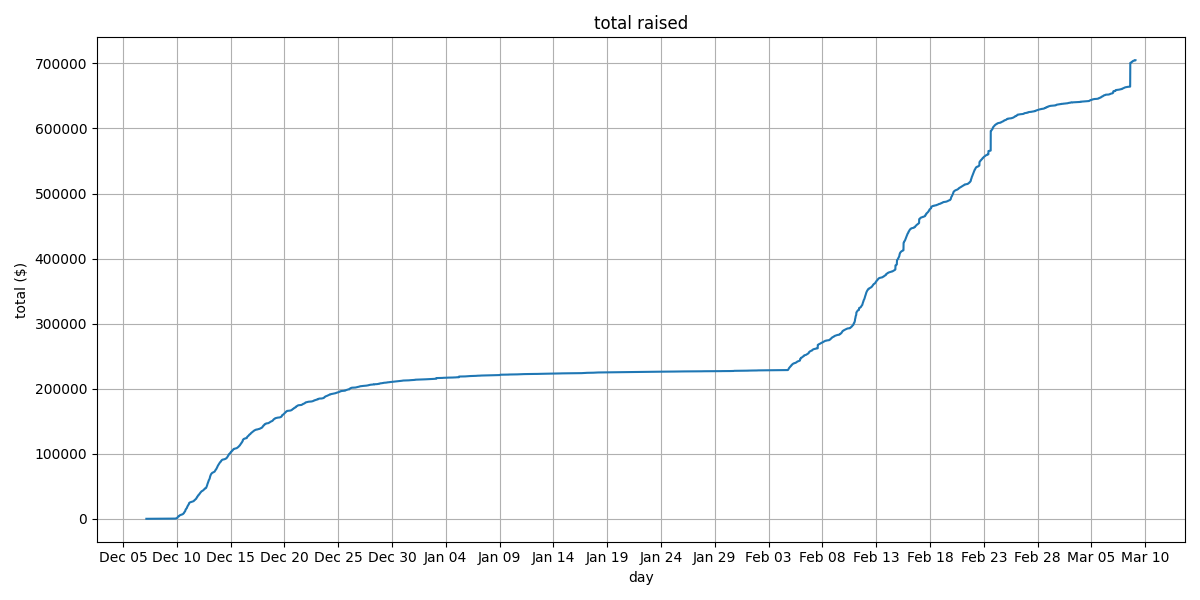 total raised
total ($)
700000
600000
500000
400000
300000
200000
100000
0
Dec 05 Dec 10 Dec 15 Dec 20 Dec 25 Dec 30 Jan 04 Jan 09 Jan 14 Jan 19 Jan 24 Jan 29 Feb 03 Feb 08 Feb 13 Feb 18 Feb 23 Feb 28 Mar 05 Mar 10
day